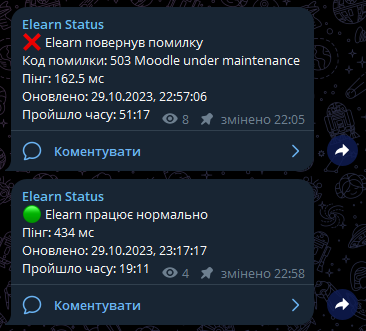 Elearn Status
❌ Elearn повернув помилку
Код помилки: 503 Moodle under maintenance
Пінг: 162.5 мс
Оновлено: 29.10.2023, 22:57:06
Пройшло часу: 51:17 8 змінено 22:05
Коментувати
Elearn Status
🟢 Elearn працює нормально
Пінг: 434 мс
Оновлено: 29.10.2023, 23:17:17
Пройшло часу: 19:11 4 змінено 22:58
Коментувати